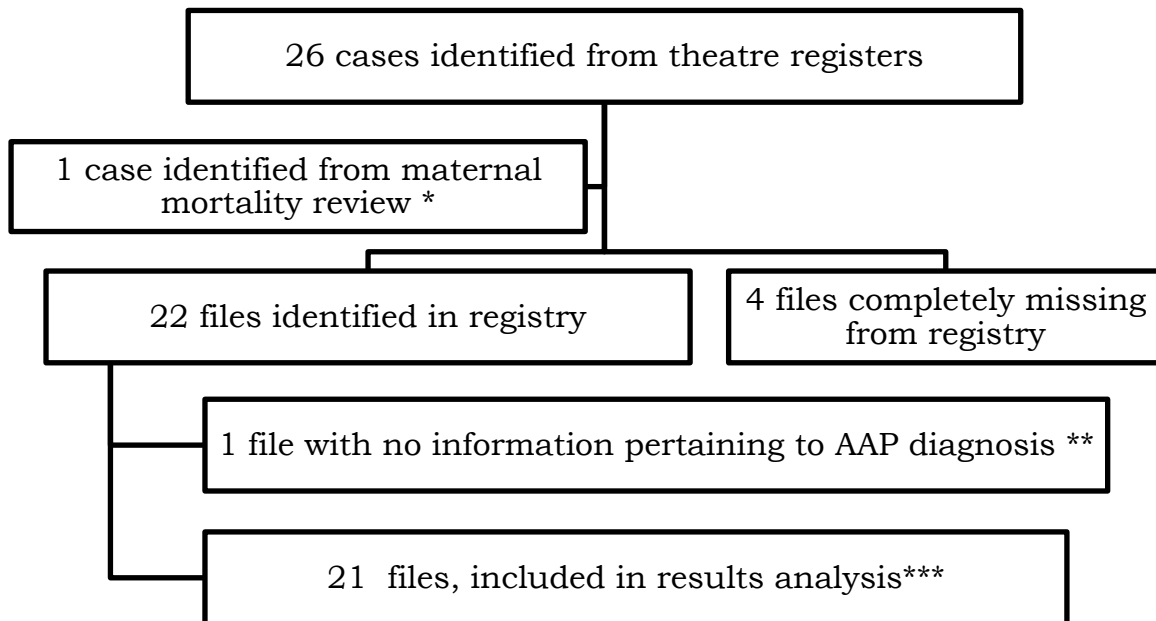 26 cases identified from theatre registers
1 case identified from maternal
mortality review *
22 files identified in registry
4 files completely missing
from registry
1 file with no information pertaining to AAP diagnosis **
21 files, included in results analysis***